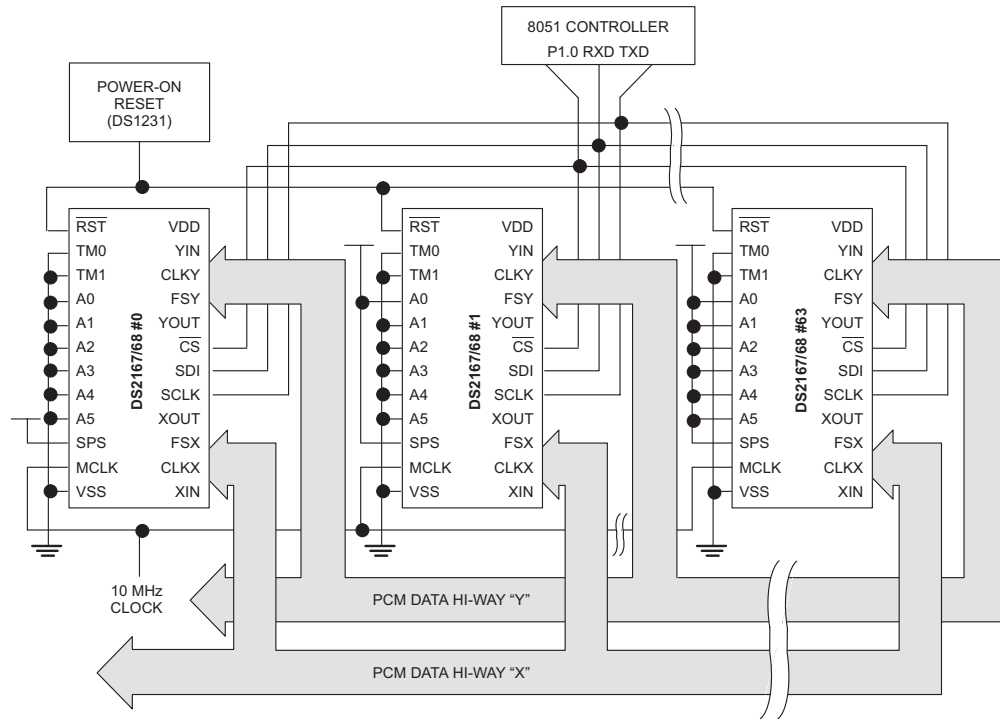 8051 CONTROLLER
P1.0 RXD TXD
POWER-ON
RESET
(DS1231)
RST
TM0
TM1
A0
A1
A2
A3
A4
A5
SPS
MCLK
VSS
DS2167/68 #0
VDD
YIN
CLKY
FSY
YOUT
CS
SDI
SCLK
XOUT
FSX
CLKX
XIN
RST
TM0
TM1
A0
A1
A2
A3
A4
A5
SPS
MCLK
VSS
DS2167/68 #1
VDD
YIN
CLKY
FSY
YOUT
CS
SDI
SCLK
XOUT
FSX
CLKX
XIN
RST
TM0
TM1
A0
A1
A2
A3
A4
A5
SPS
MCLK
VSS
DS2167/68 #63
VDD
YIN
CLKY
FSY
YOUT
CS
SDI
SCLK
XOUT
FSX
CLKX
XIN
10 MHz
CLOCK
PCM DATA HI-WAY “Y”
PCM DATA HI-WAY “X”